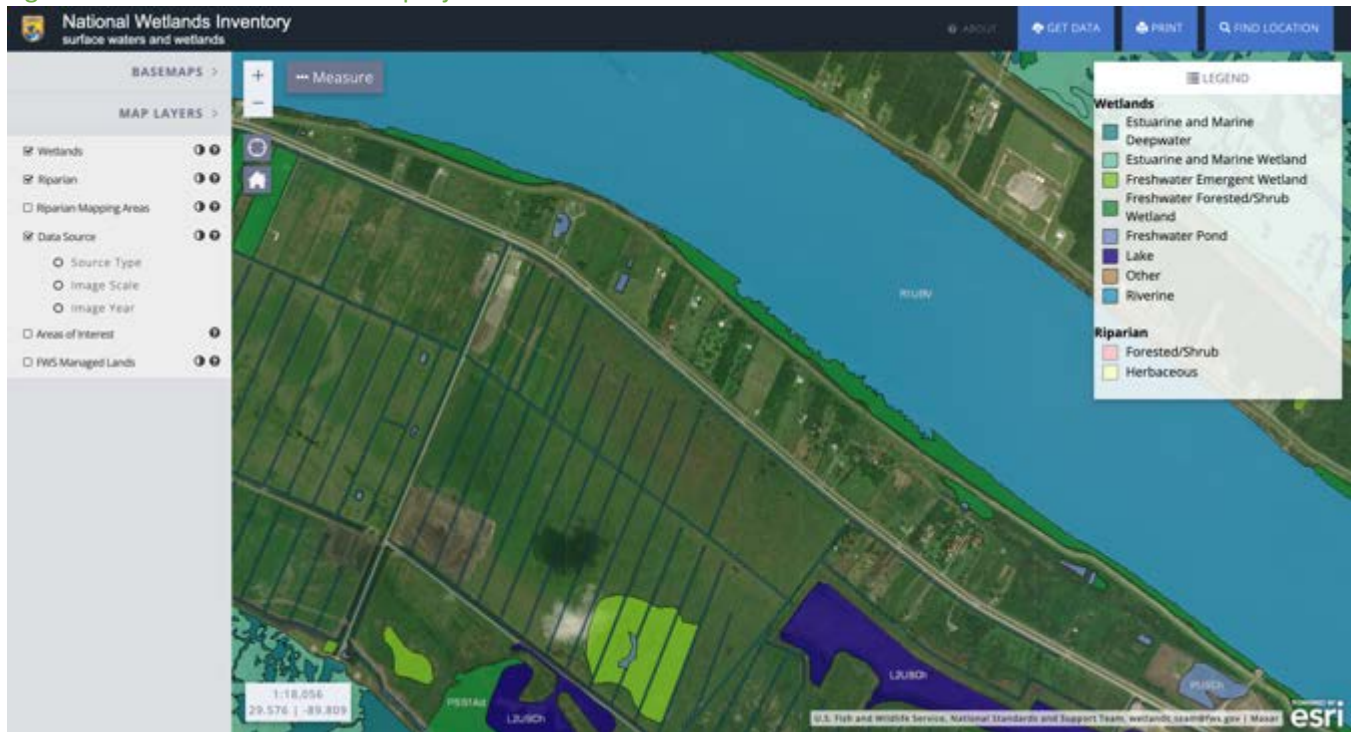 National Wetlands Inventory
surface waters and wetlands
ABOUT
GET DATA
PRINT
FIND LOCATION
BASEMAPS >
MAP LAYERS >
Wetlands
Riparian
Riparian Mapping Areas
Data Source
Source Type
Image Scale
Image Year
Areas of Interest
FWS Managed Lands
+
Measure
−
LEGEND
Wetlands
Estuarine and Marine
Deepwater
Estuarine and Marine Wetland
Freshwater Emergent Wetland
Freshwater Forested/Shrub
Wetland
Freshwater Pond
Lake
Other
Riverine
Riparian
Forested/Shrub
Herbaceous
R1UBV
L2USCh
L2USCh
1:18,056
29.576 | -89.809
U.S. Fish and Wildlife Service, National Standards and Support Team, wetlands_team@fws.gov | Maxar
POWERED BY
esri